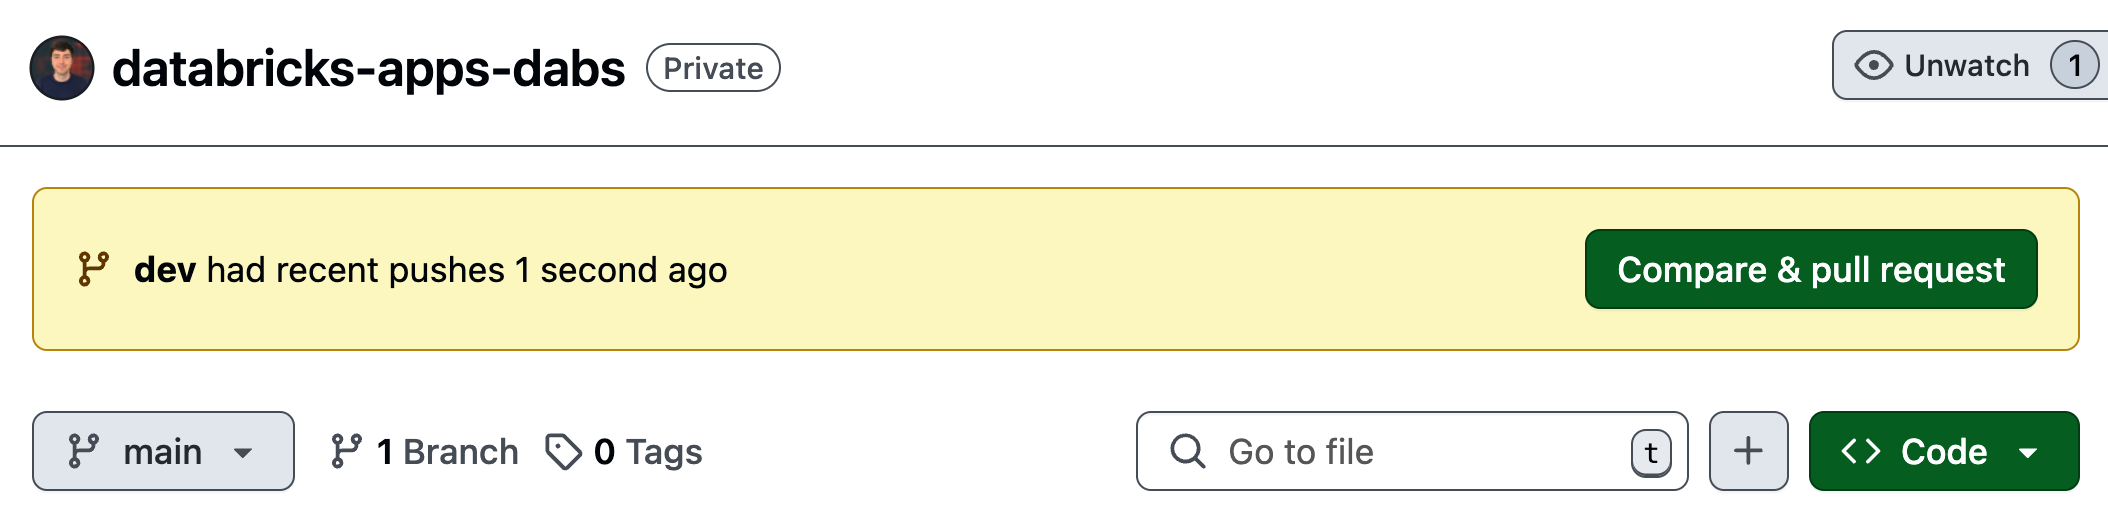 databricks-apps-dabs Private Unwatch 1
dev had recent pushes 1 second ago Compare & pull request
main 1 Branch 0 Tags Go to file t + Code